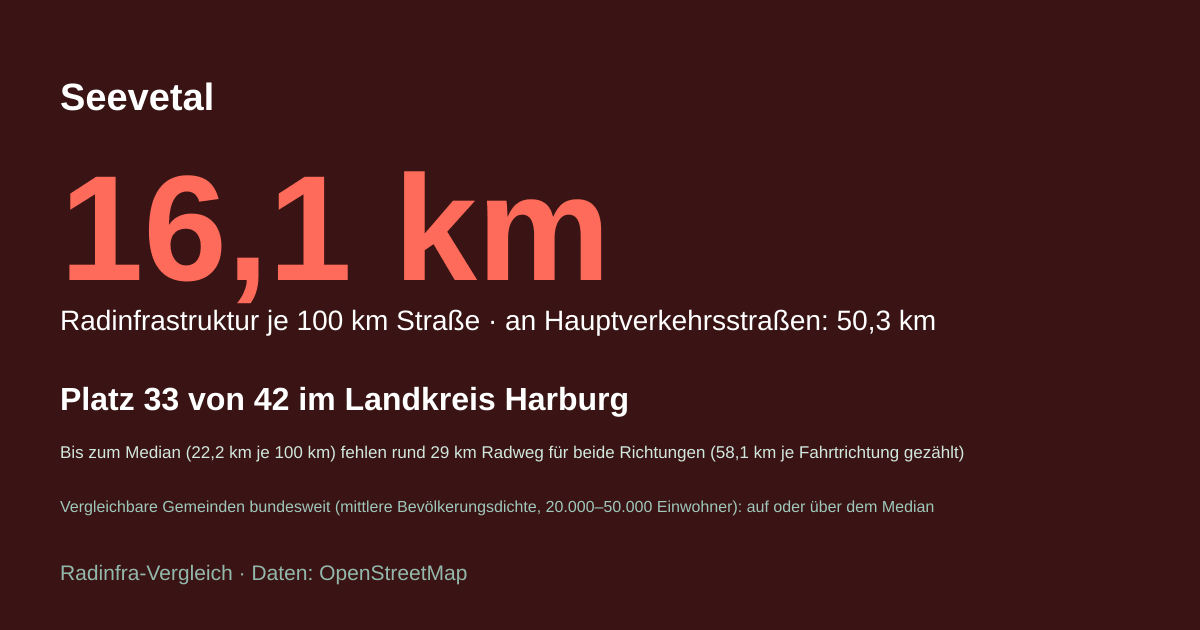 Seevetal
16,1 km
Radinfrastruktur je 100 km Straße · an Hauptverkehrsstraßen: 50,3 km
Platz 33 von 42 im Landkreis Harburg
Bis zum Median (22,2 km je 100 km) fehlen rund 29 km Radweg für beide Richtungen (58,1 km je Fahrtrichtung gezählt)
Vergleichbare Gemeinden bundesweit (mittlere Bevölkerungsdichte, 20.000–50.000 Einwohner): auf oder über dem Median
Radinfra-Vergleich · Daten: OpenStreetMap